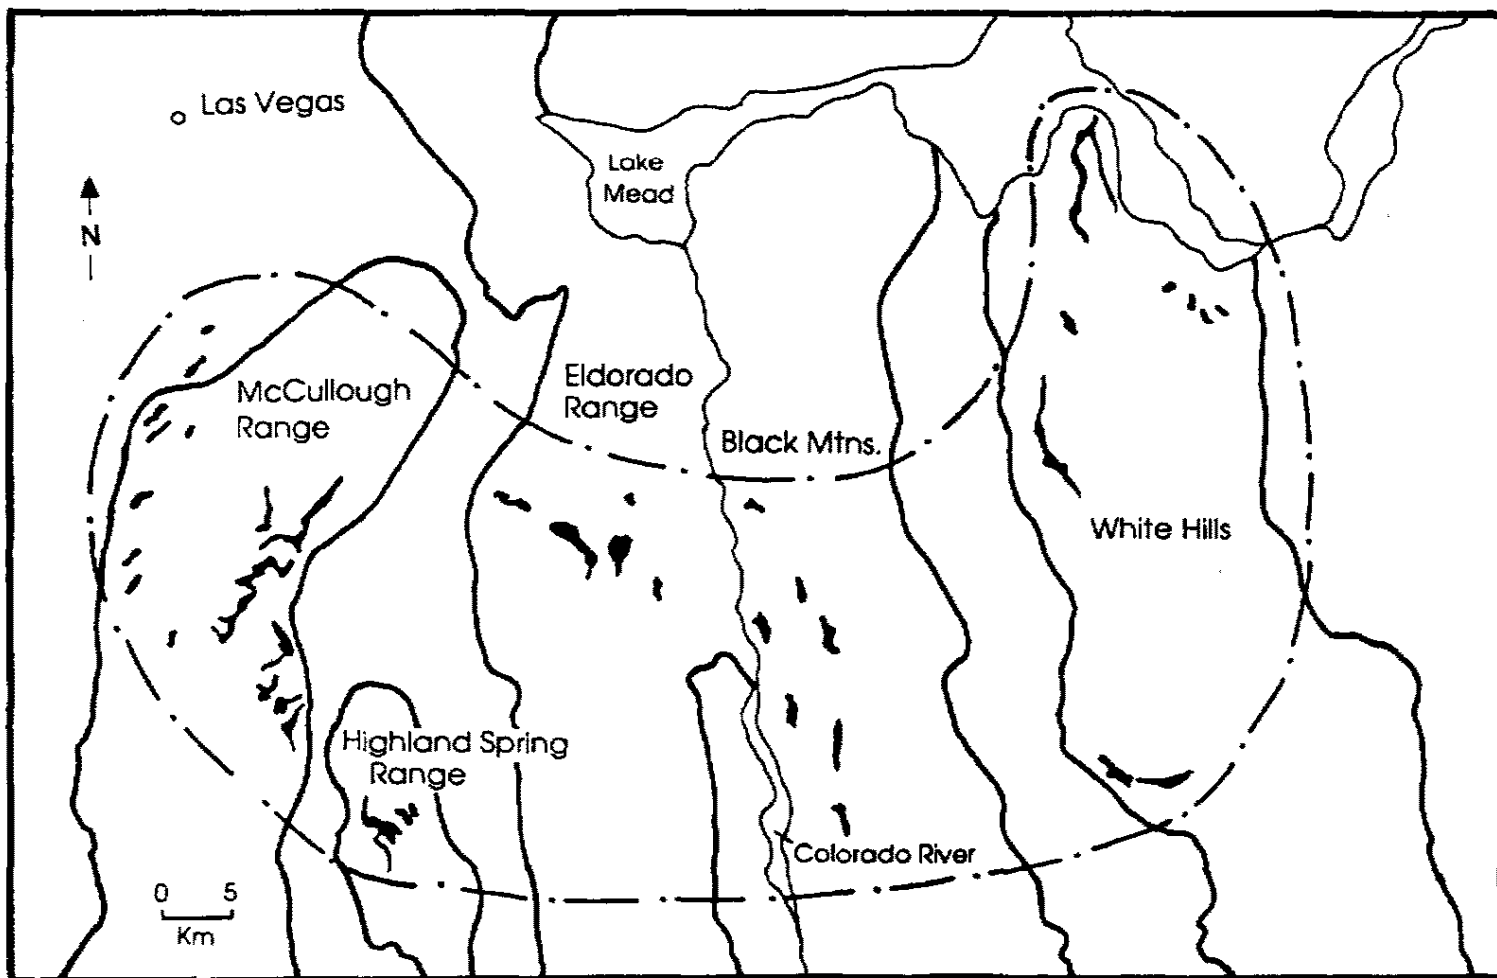 Las Vegas
Lake
Mead
N
McCullough
Range
Eldorado
Range
Black Mtns.
White Hills
Highland Spring
Range
Colorado River
0 5
Km